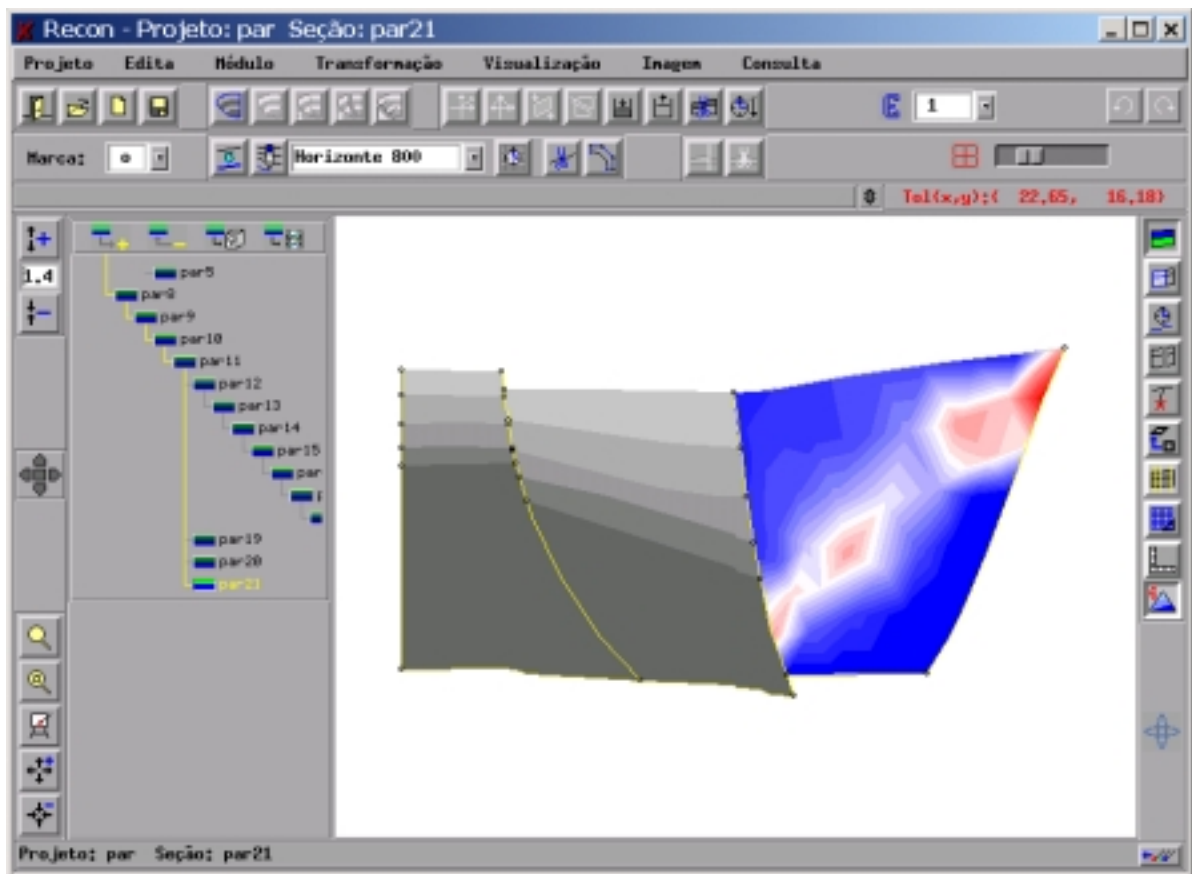 Recon - Projeto: par Seção: par21
Projeto Edita Módulo Transformação Visualização Imagem Consulta
1
Marca: Horizonte 800
Tol(x,y):( 22,65, 16,18)
1.4
par5
par8
par9
par10
par11
par12
par13
par14
par15
par
par19
par20
par21
Projeto: par Seção: par21